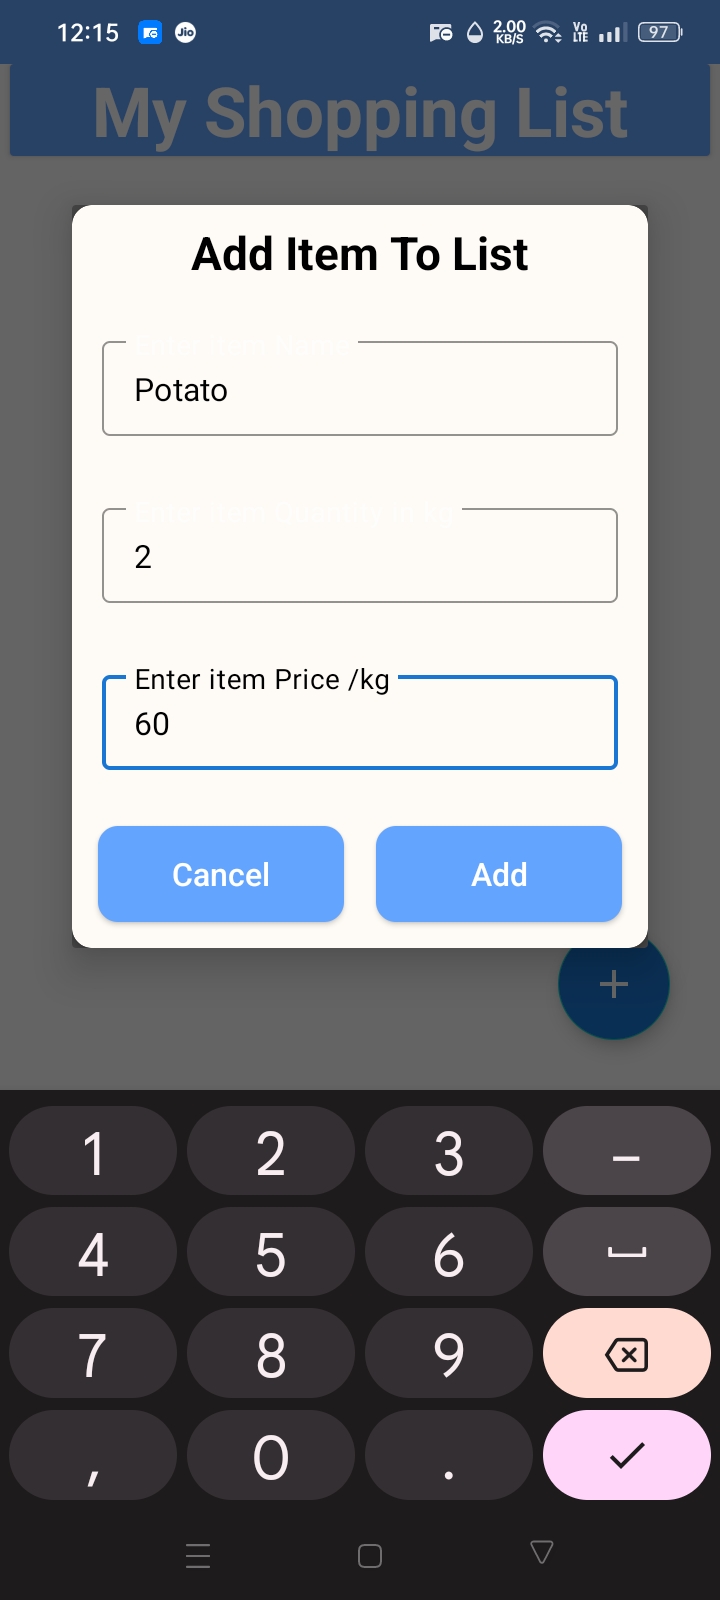 12:15 Jio 2.00 KB/S Vo LTE 97
My Shopping List
Add Item To List
Enter item Name
Potato
Enter item Quantity in kg
2
Enter item Price /kg
60
Cancel Add
+
1 2 3 –
4 5 6
7 8 9
, 0 .